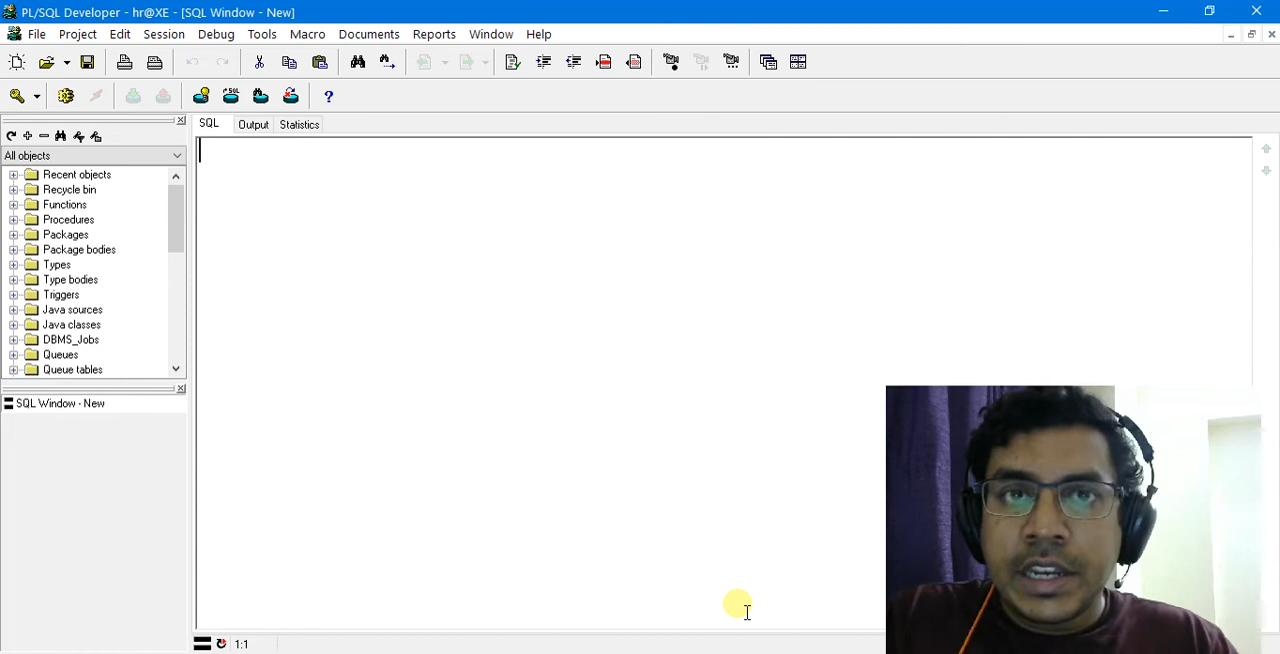 PL/SQL Developer - hr@XE - [SQL Window - New]
File Project Edit Session Debug Tools Macro Documents Reports Window Help
SQL
?
SQL Output Statistics
All objects
Recent objects
Recycle bin
Functions
Procedures
Packages
Package bodies
Types
Type bodies
Triggers
Java sources
Java classes
DBMS_Jobs
Queues
Queue tables
SQL Window - New
1:1